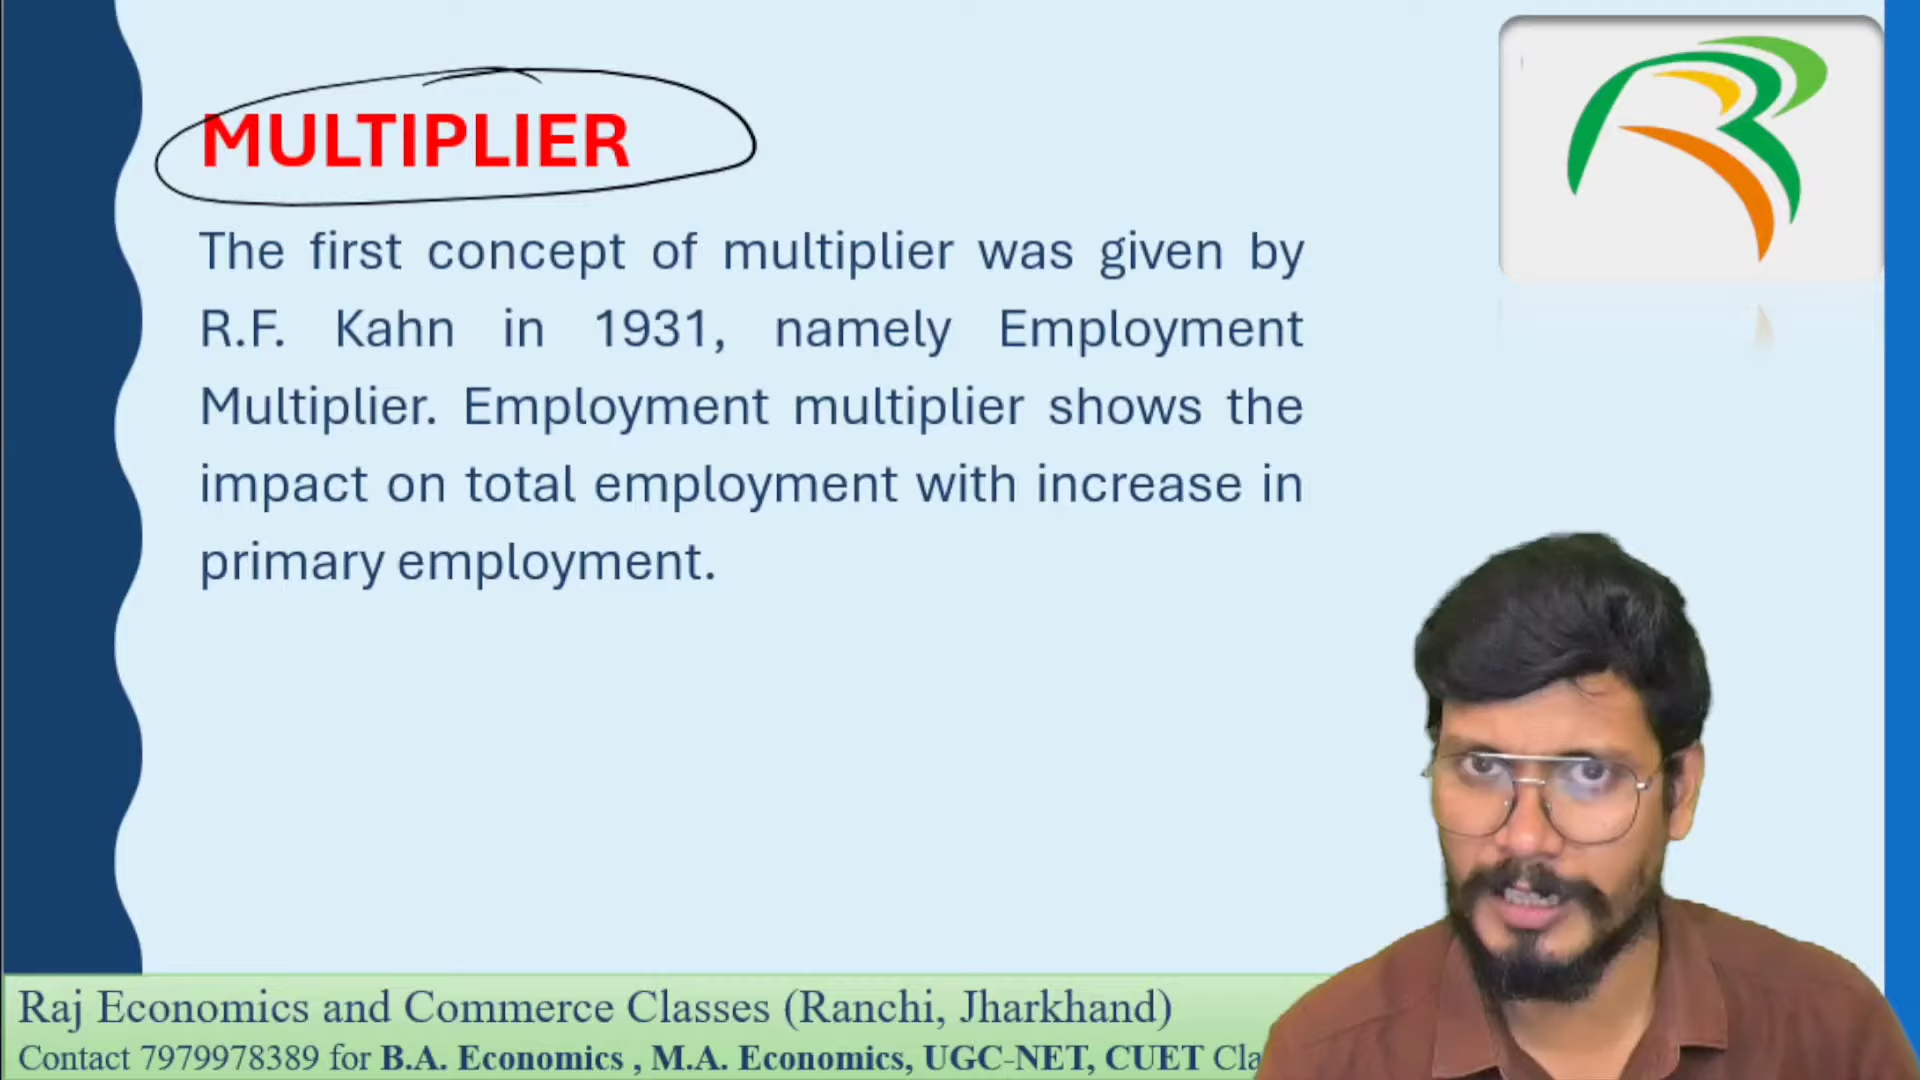 MULTIPLIER
The first concept of multiplier was given by
R.F. Kahn in 1931, namely Employment
Multiplier. Employment multiplier shows the
impact on total employment with increase in
primary employment.
Raj Economics and Commerce Classes (Ranchi, Jharkhand)
Contact 7979978389 for B.A. Economics , M.A. Economics, UGC-NET, CUET Cla